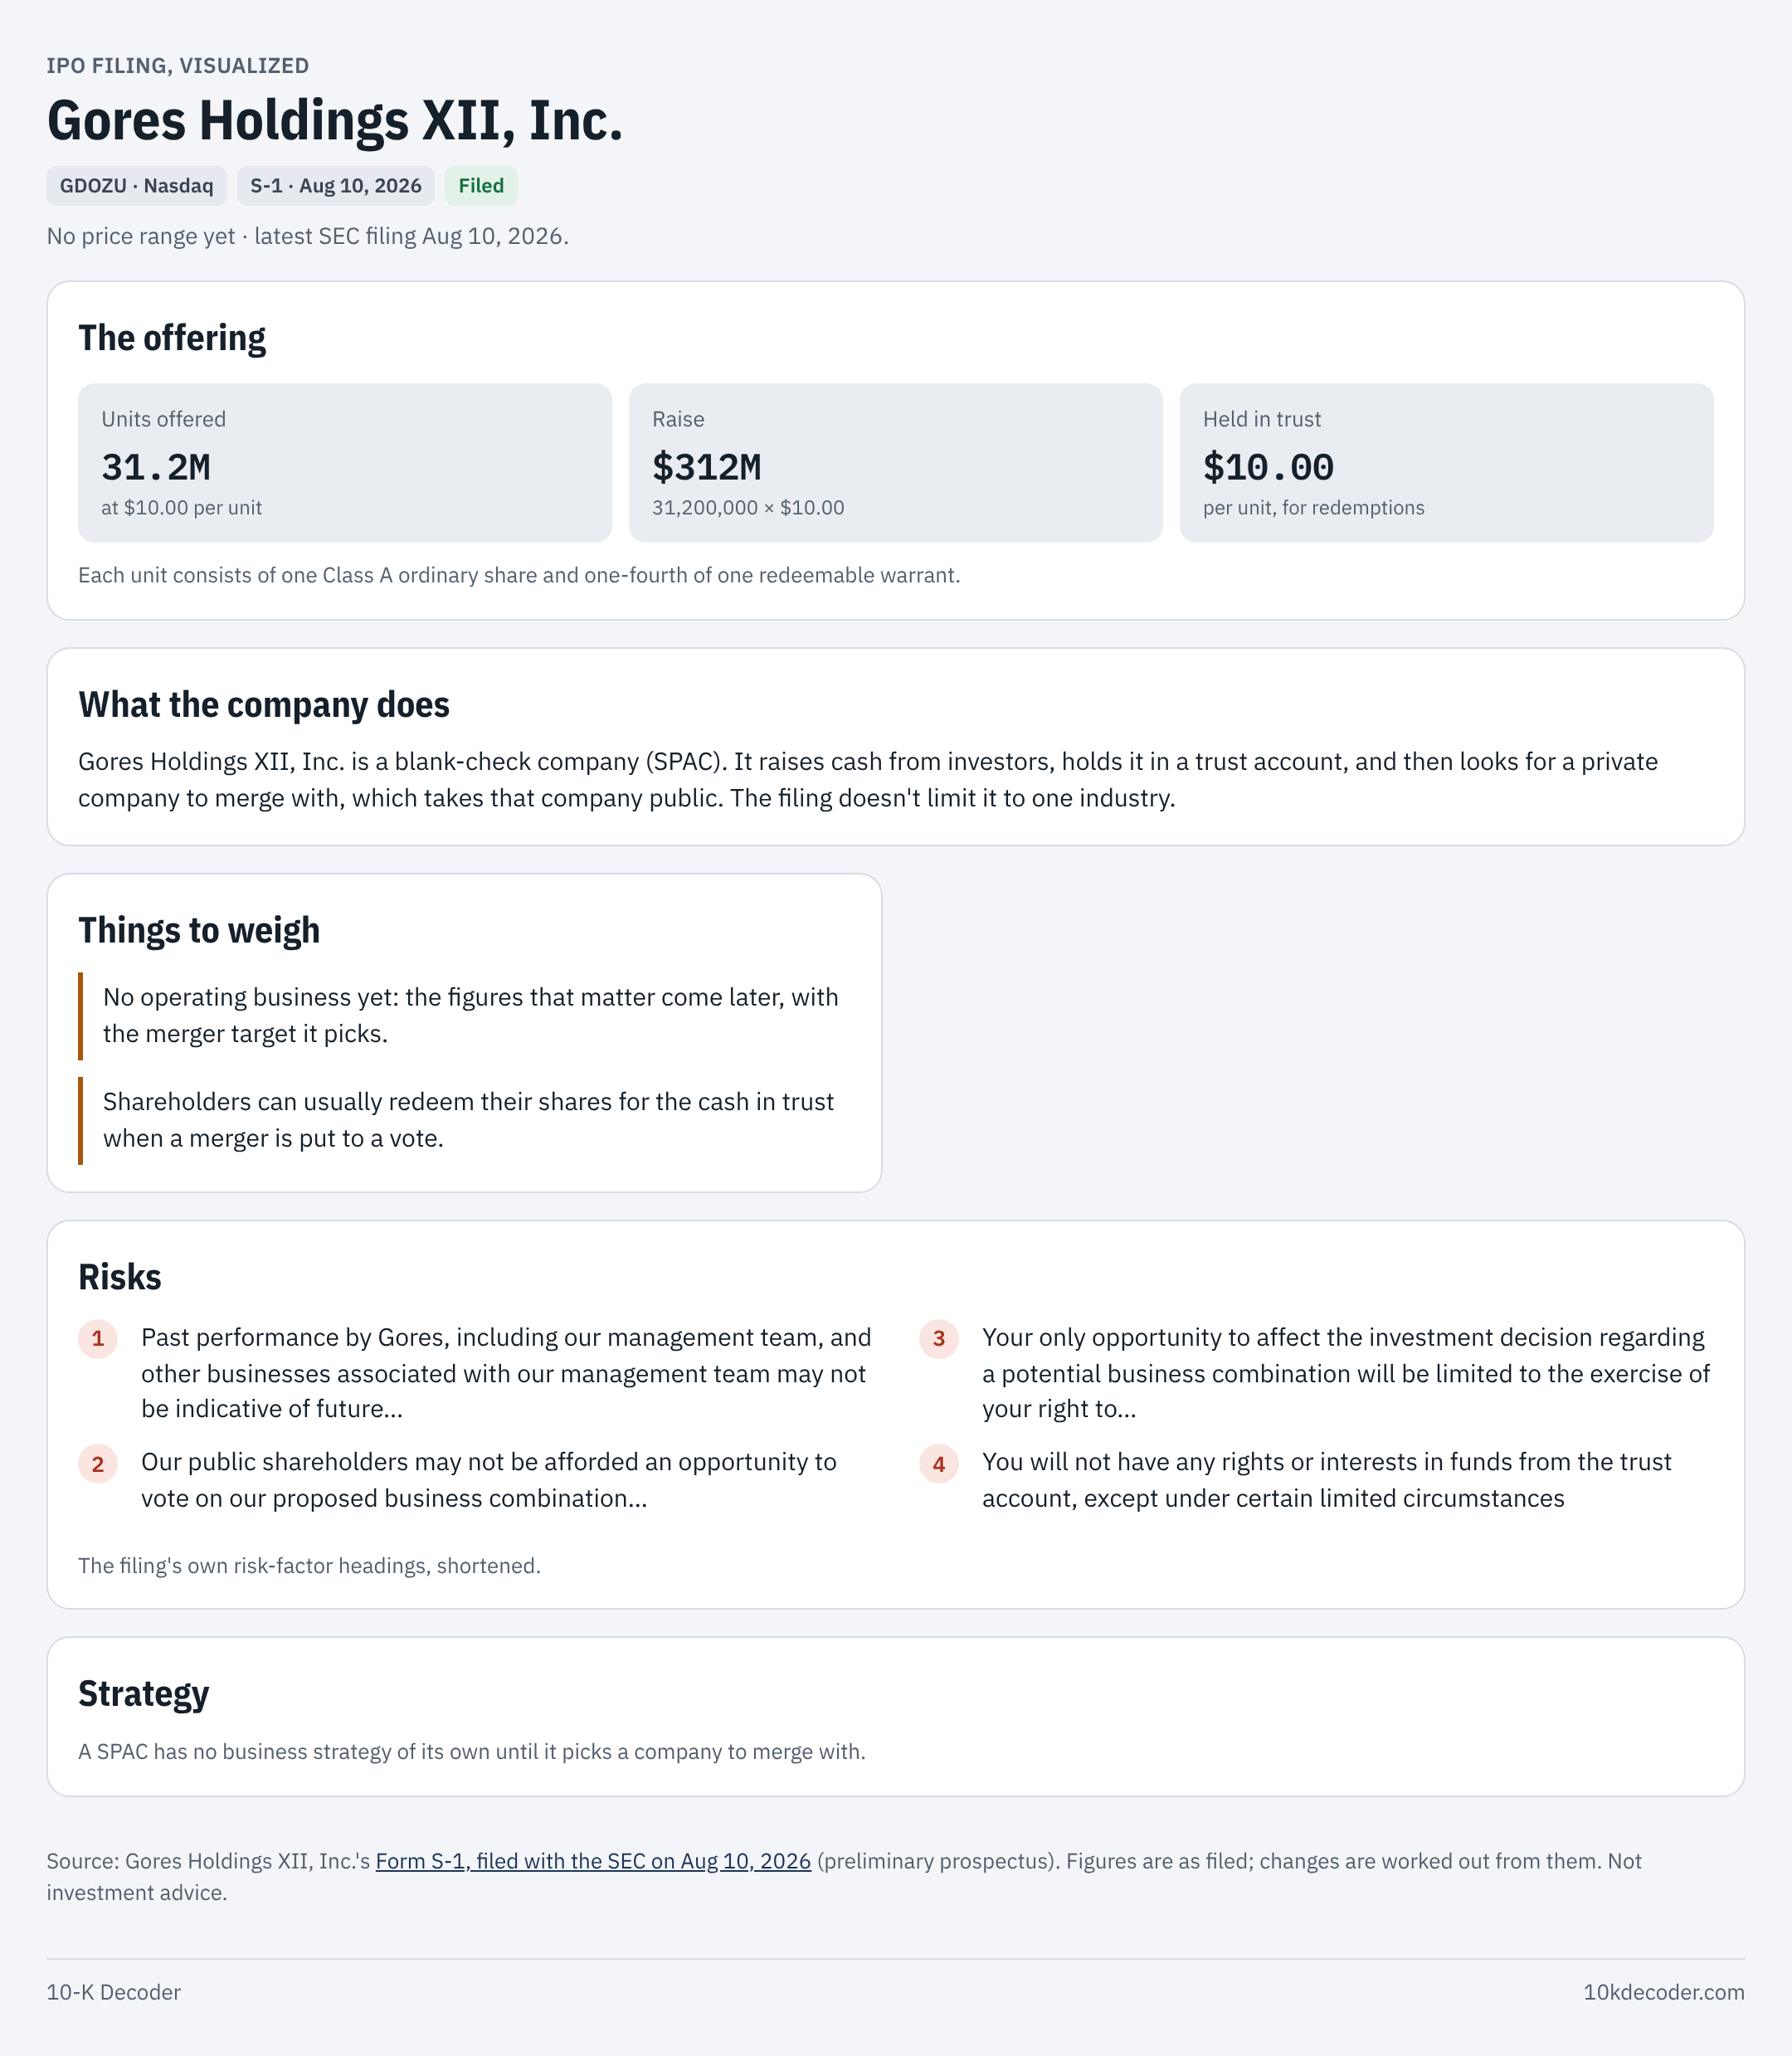 IPO FILING, VISUALIZED
Gores Holdings XII, Inc.
GDOZU · Nasdaq
S-1 · Aug 10, 2026
Filed
No price range yet · latest SEC filing Aug 10, 2026.
The offering
Units offered
31.2M
at $10.00 per unit
Raise
$312M
31,200,000 × $10.00
Held in trust
$10.00
per unit, for redemptions
Each unit consists of one Class A ordinary share and one-fourth of one redeemable warrant.
What the company does
Gores Holdings XII, Inc. is a blank-check company (SPAC). It raises cash from investors, holds it in a trust account, and then looks for a private
company to merge with, which takes that company public. The filing doesn't limit it to one industry.
Things to weigh
No operating business yet: the figures that matter come later, with
the merger target it picks.
Shareholders can usually redeem their shares for the cash in trust
when a merger is put to a vote.
Risks
1
Past performance by Gores, including our management team, and
other businesses associated with our management team may not
be indicative of future…
2
Our public shareholders may not be afforded an opportunity to
vote on our proposed business combination…
3
Your only opportunity to affect the investment decision regarding
a potential business combination will be limited to the exercise of
your right to…
4
You will not have any rights or interests in funds from the trust
account, except under certain limited circumstances
The filing's own risk-factor headings, shortened.
Strategy
A SPAC has no business strategy of its own until it picks a company to merge with.
Source: Gores Holdings XII, Inc.'s Form S-1, filed with the SEC on Aug 10, 2026 (preliminary prospectus). Figures are as filed; changes are worked out from them. Not
investment advice.
10-K Decoder
10kdecoder.com